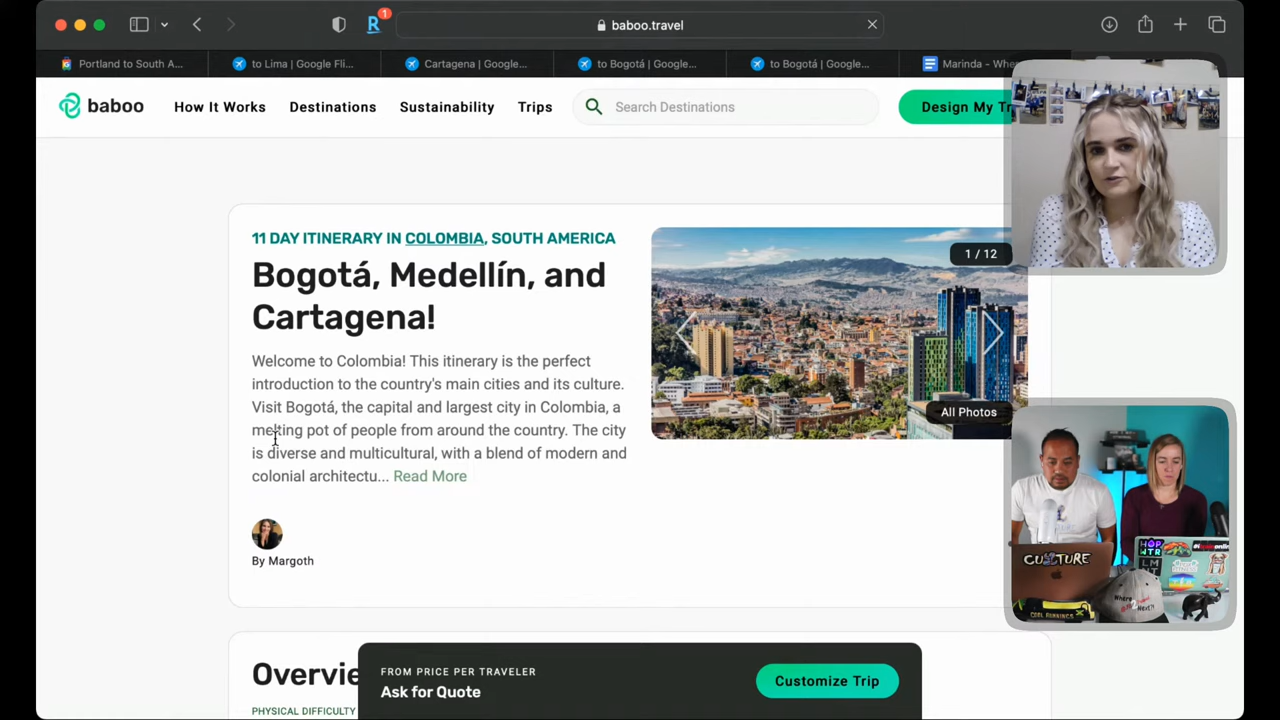 1
baboo.travel
Portland to South A...
to Lima | Google Fli...
Cartagena | Google...
to Bogotá | Google...
to Bogotá | Google...
Marinda - Whe
baboo
How It Works
Destinations
Sustainability
Trips
Search Destinations
Design My Tr
11 DAY ITINERARY IN COLOMBIA, SOUTH AMERICA
Bogotá, Medellín, and
Cartagena!
Welcome to Colombia! This itinerary is the perfect
introduction to the country's main cities and its culture.
Visit Bogotá, the capital and largest city in Colombia, a
melting pot of people from around the country. The city
is diverse and multicultural, with a blend of modern and
colonial architectu... Read More
By Margoth
1 / 12
All Photos
Overvie
PHYSICAL DIFFICULTY
FROM PRICE PER TRAVELER
Ask for Quote
Customize Trip
CULTURE
COOL RUNNINGS